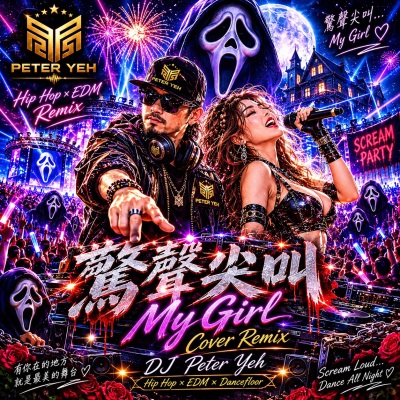 PETER YEH
Hip Hop × EDM
Remix
驚聲尖叫...
My Girl
SCREAM
PARTY
PETER YEH
驚聲尖叫
My Girl
Cover Remix
DJ Peter Yeh
Hip Hop × EDM × Dancefloor
有你在的地方
就是最美的舞台
Scream Loud...
Dance All Night